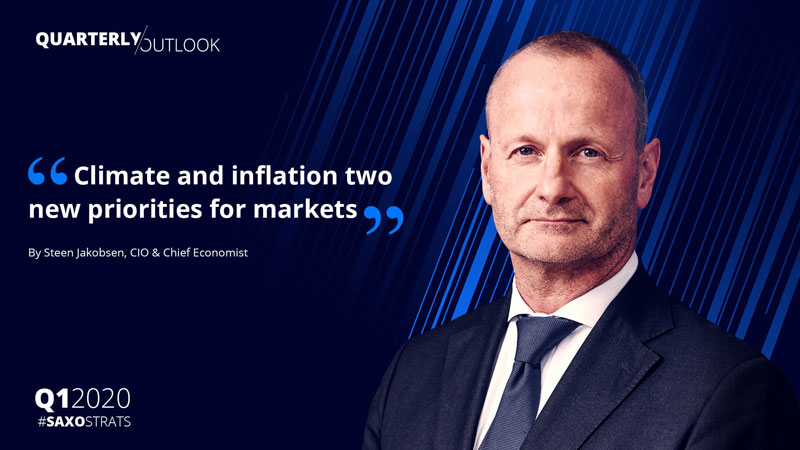 QUARTERLY/OUTLOOK
“ Climate and inflation two
new priorities for markets ”
By Steen Jakobsen, CIO & Chief Economist
Q12020
#SAXOSTRATS